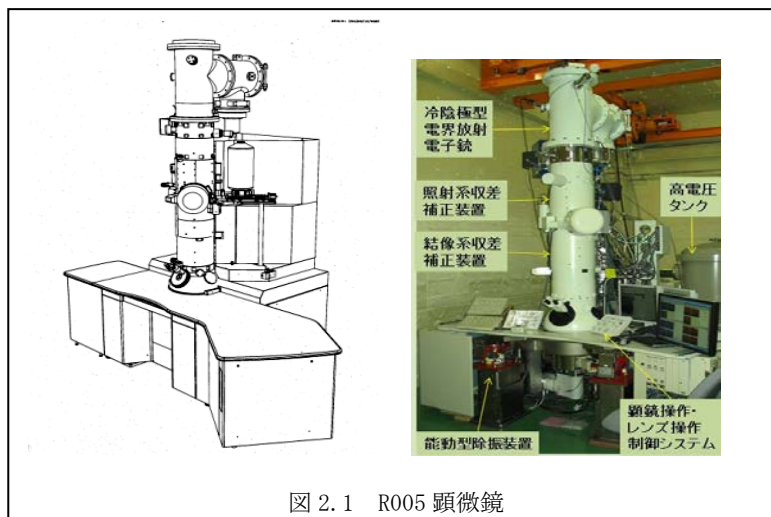 冷陰極型
電界放射
電子銃
照射系収差
補正装置
結像系収差
補正装置
高電圧
タンク
能動型除振装置
顕鏡操作・
レンズ操作
制御システム
図 2.1 R005 顕微鏡